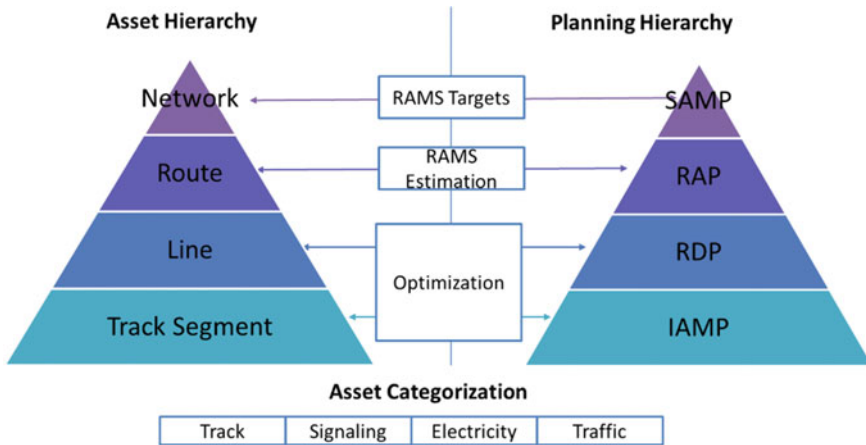 Asset Hierarchy
Planning Hierarchy
Network
RAMS Targets
SAMP
Route
RAMS
Estimation
RAP
Line
Optimization
RDP
Track Segment
IAMP
Asset Categorization
Track
Signaling
Electricity
Traffic